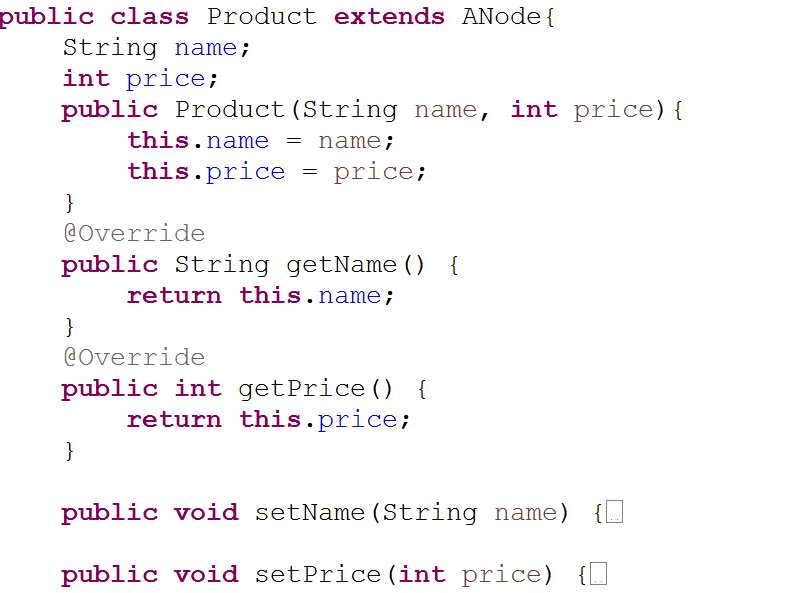 public class Product extends ANode{
    String name;
    int price;
    public Product(String name, int price){
        this.name = name;
        this.price = price;
    }
    @Override
    public String getName() {
        return this.name;
    }
    @Override
    public int getPrice() {
        return this.price;
    }
    public void setName(String name) {..
    public void setPrice(int price) {..